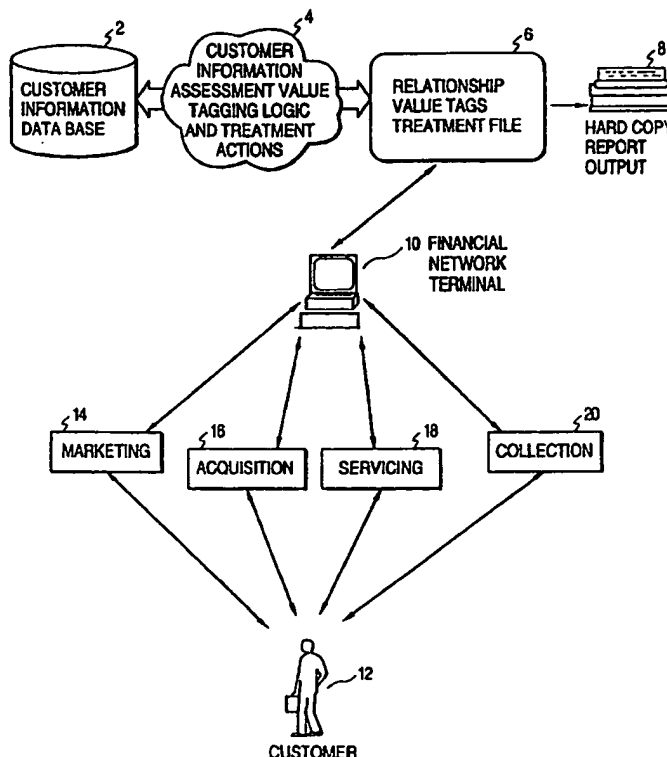 2
CUSTOMER
INFORMATION
DATA BASE
4
CUSTOMER
INFORMATION
ASSESSMENT VALUE
TAGGING LOGIC
AND TREATMENT
ACTIONS
6
RELATIONSHIP
VALUE TAGS
TREATMENT FILE
8
HARD COPY
REPORT
OUTPUT
10 FINANCIAL
NETWORK
TERMINAL
14
MARKETING
16
ACQUISITION
18
SERVICING
20
COLLECTION
12
CUSTOMER